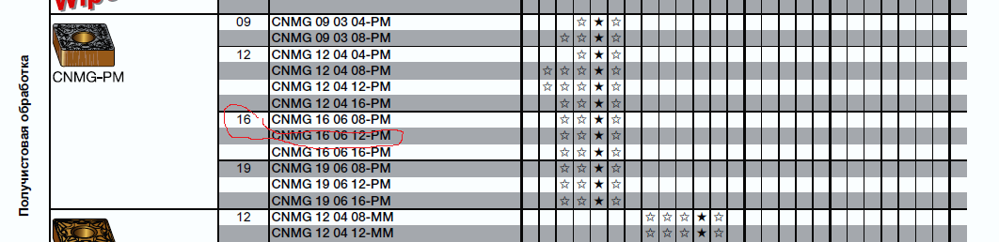 Wip
09 CNMG 09 03 04-PM ☆ ★ ☆
CNMG 09 03 08-PM ☆ ☆ ★ ☆
12 CNMG 12 04 04-PM ☆ ★ ☆
CNMG 12 04 08-PM ☆ ☆ ☆ ★ ☆
CNMG 12 04 12-PM ☆ ☆ ☆ ★ ☆
CNMG 12 04 16-PM ☆ ☆ ★ ☆
16 CNMG 16 06 08-PM ☆ ☆ ★ ☆
CNMG 16 06 12-PM ☆ ☆ ★ ☆
CNMG 16 06 16-PM ☆ ☆ ★ ☆
19 CNMG 19 06 08-PM ☆ ☆ ★ ☆
CNMG 19 06 12-PM ☆ ☆ ★ ☆
CNMG 19 06 16-PM ☆ ☆ ★ ☆
12 CNMG 12 04 08-MM ☆ ☆ ☆ ★ ☆
CNMG 12 04 12-MM ☆ ☆ ☆ ★ ☆
CNMG-PM
Получистовая обработка